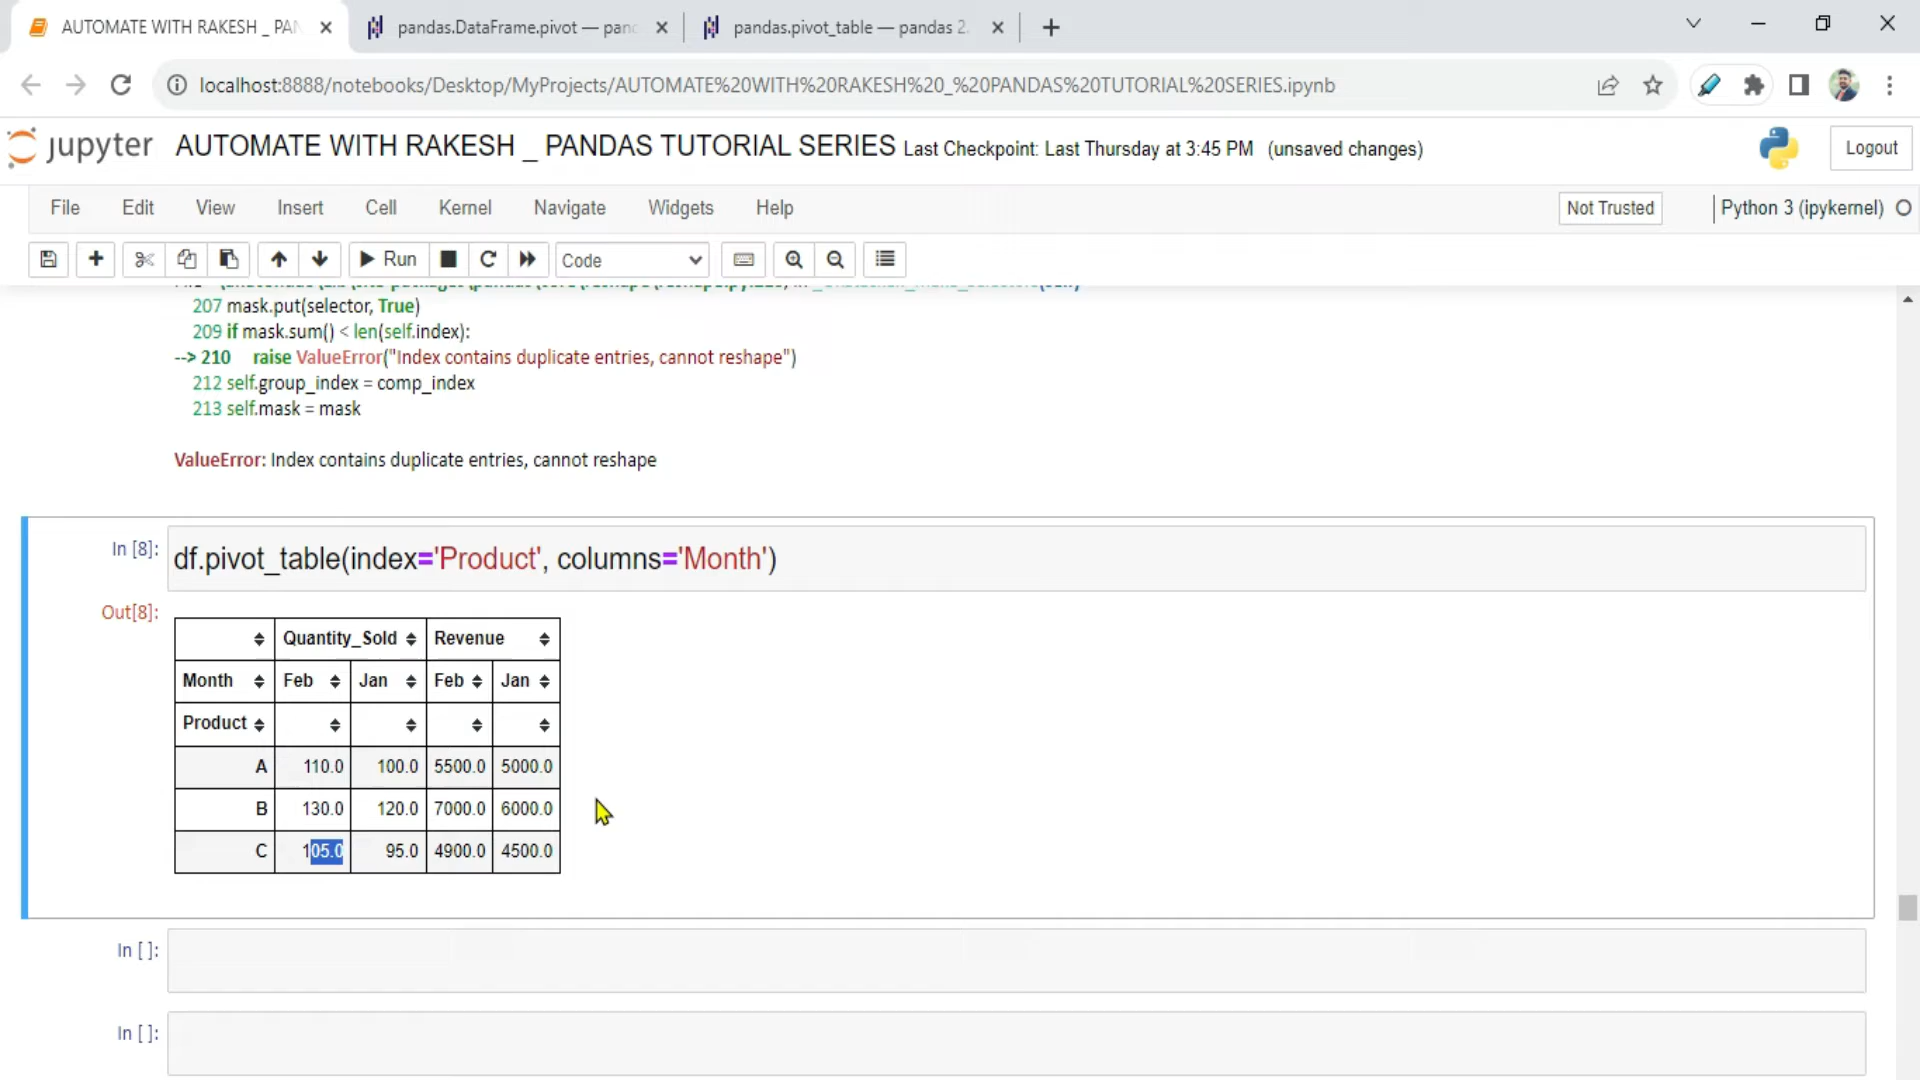 AUTOMATE WITH RAKESH _ PAN
pandas.DataFrame.pivot — pand
pandas.pivot_table — pandas 2.
localhost:8888/notebooks/Desktop/MyProjects/AUTOMATE%20WITH%20RAKESH%20_%20PANDAS%20TUTORIAL%20SERIES.ipynb
jupyter AUTOMATE WITH RAKESH _ PANDAS TUTORIAL SERIES Last Checkpoint: Last Thursday at 3:45 PM (unsaved changes)
Logout
File Edit View Insert Cell Kernel Navigate Widgets Help
Not Trusted Python 3 (ipykernel)
Run Code
207 mask.put(selector, True)
209 if mask.sum() < len(self.index):
--> 210 raise ValueError("Index contains duplicate entries, cannot reshape")
212 self.group_index = comp_index
213 self.mask = mask
ValueError: Index contains duplicate entries, cannot reshape
In [8]: df.pivot_table(index='Product', columns='Month')
Out[8]:
Quantity_Sold Revenue
Month Feb Jan Feb Jan
Product
A 110.0 100.0 5500.0 5000.0
B 130.0 120.0 7000.0 6000.0
C 105.0 95.0 4900.0 4500.0
In [ ]:
In [ ]: